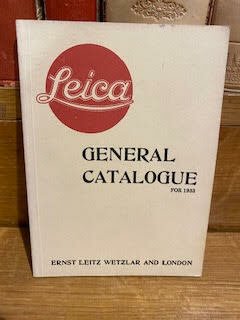 Leica
GENERAL
CATALOGUE
FOR 1933
ERNST LEITZ WETZLAR AND LONDON